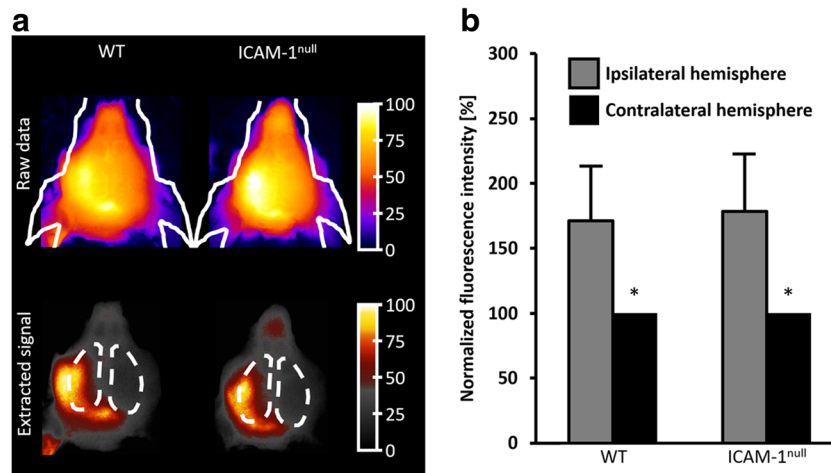 a
WT
ICAM-1null
Raw data
100
75
50
25
0
Extracted signal
100
75
50
25
0
b
Normalized fluorescence intensity [%]
300
250
200
150
100
50
0
Ipsilateral hemisphere
Contralateral hemisphere
*
*
WT
ICAM-1null